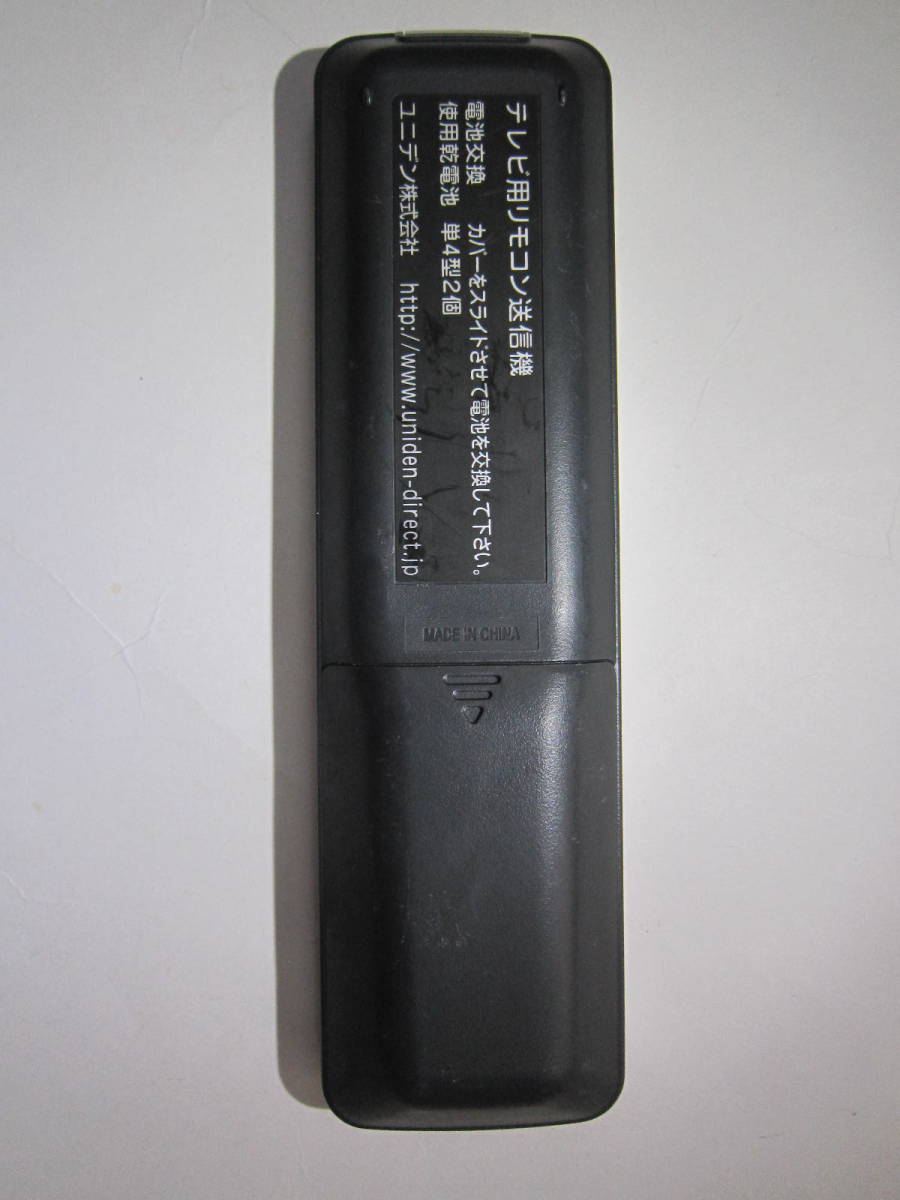 テレビ用リモコン送信機
電池交換　カバーをスライドさせて電池を交換して下さい。
使用乾電池　単4型2個
ユニデン株式会社　http://www.uniden-direct.jp
MADE IN CHINA